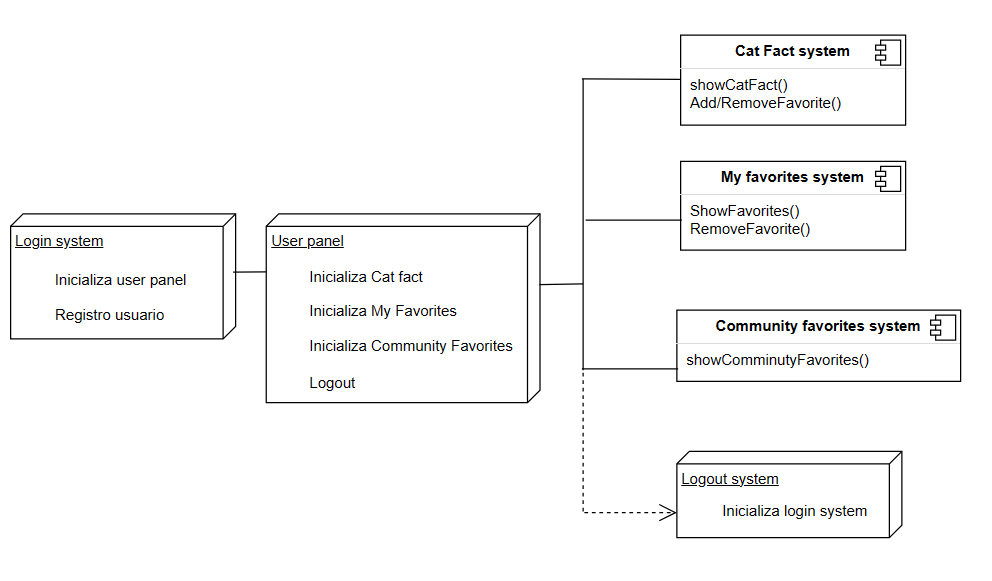 Login system
Inicializa user panel
Registro usuario
User panel
Inicializa Cat fact
Inicializa My Favorites
Inicializa Community Favorites
Logout
Cat Fact system
showCatFact()
Add/RemoveFavorite()
My favorites system
ShowFavorites()
RemoveFavorite()
Community favorites system
showComminutyFavorites()
Logout system
Inicializa login system